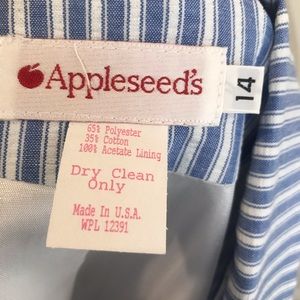 Appleseed's
14
65% Polyester
35% Cotton
100% Acetate Lining
Dry Clean
Only
Made In U.S.A.
WPL 12391